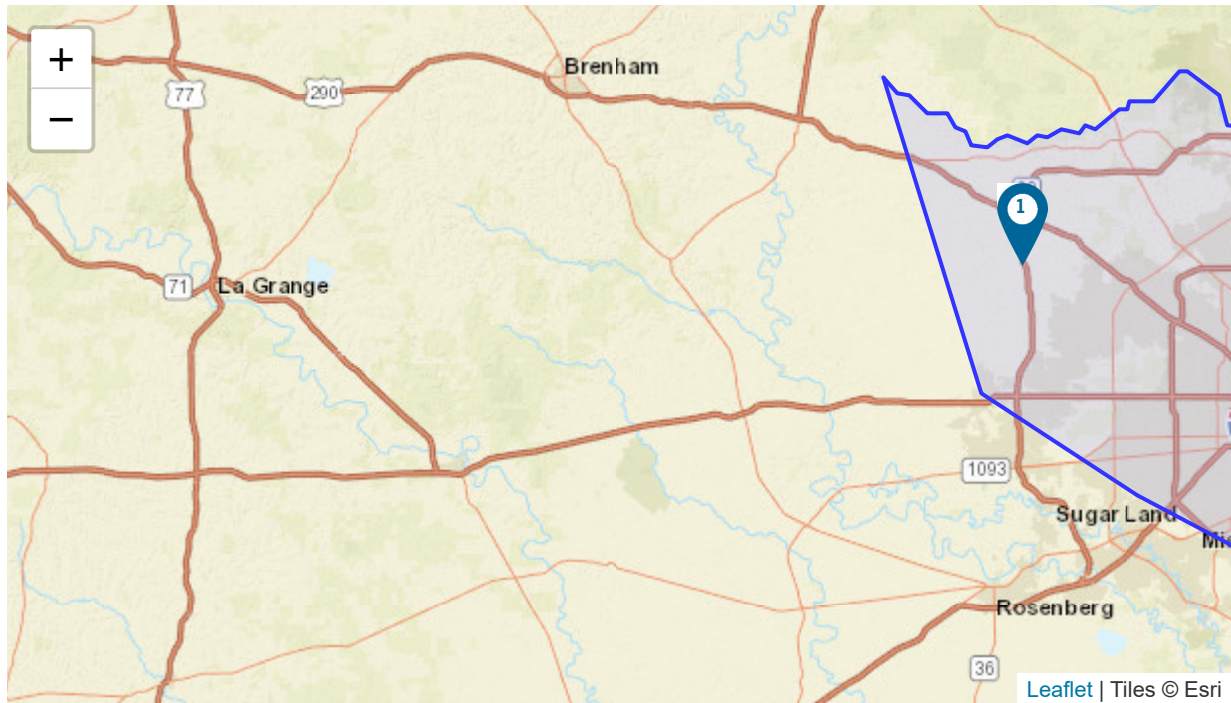 +
−
Brenham
77
290
1
71
La Grange
1093
Sugar Land
Rosenberg
36
Leaflet | Tiles © Esri